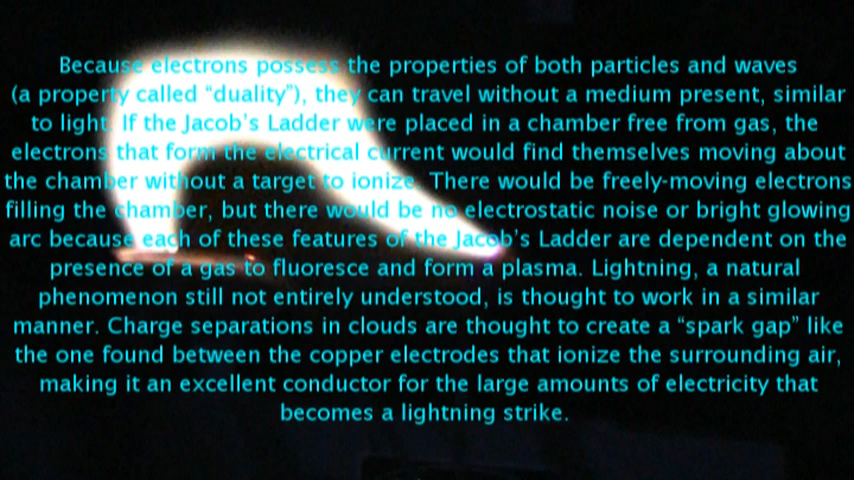 Because electrons possess the properties of both particles and waves
(a property called “duality”), they can travel without a medium present, similar
to light. If the Jacob’s Ladder were placed in a chamber free from gas, the
electrons that form the electrical current would find themselves moving about
the chamber without a target to ionize. There would be freely-moving electrons
filling the chamber, but there would be no electrostatic noise or bright glowing
arc because each of these features of the Jacob’s Ladder are dependent on the
presence of a gas to fluoresce and form a plasma. Lightning, a natural
phenomenon still not entirely understood, is thought to work in a similar
manner. Charge separations in clouds are thought to create a “spark gap” like
the one found between the copper electrodes that ionize the surrounding air,
making it an excellent conductor for the large amounts of electricity that
becomes a lightning strike.